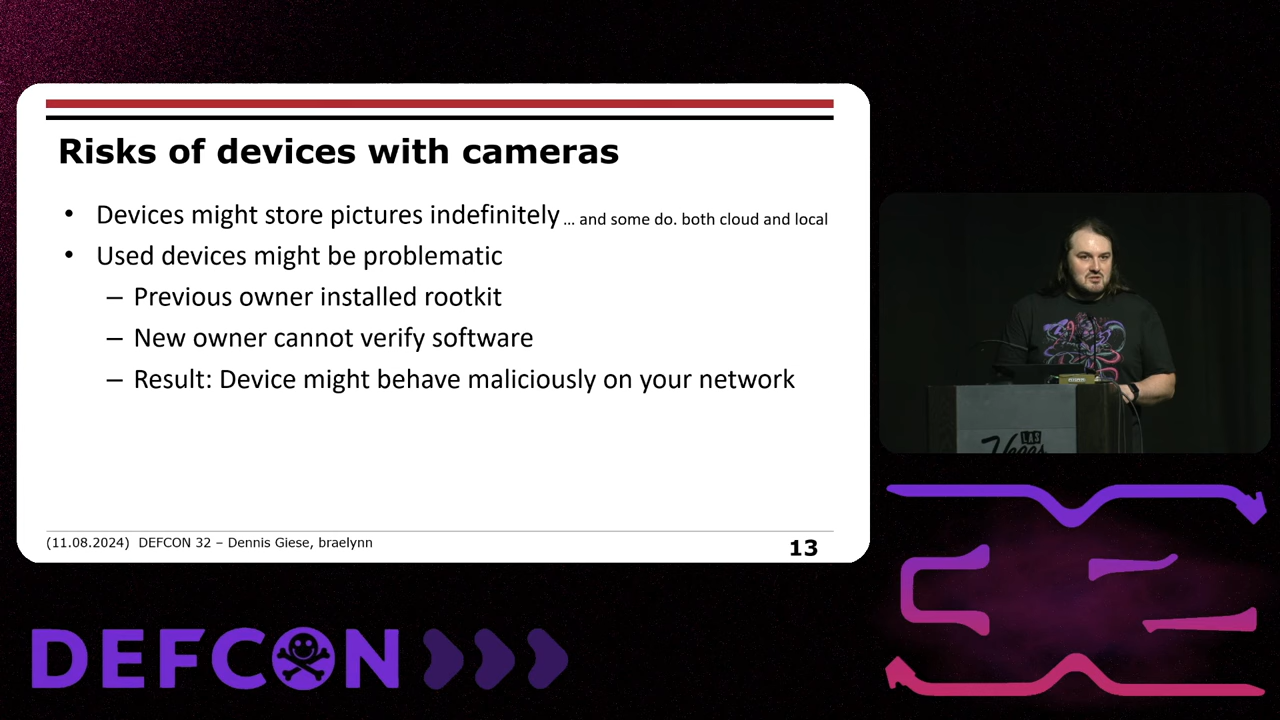 Risks of devices with cameras
• Devices might store pictures indefinitely ... and some do. both cloud and local
• Used devices might be problematic
– Previous owner installed rootkit
– New owner cannot verify software
– Result: Device might behave maliciously on your network
(11.08.2024) DEFCON 32 – Dennis Giese, braelynn
13
LAS
Vegas
DEFCON